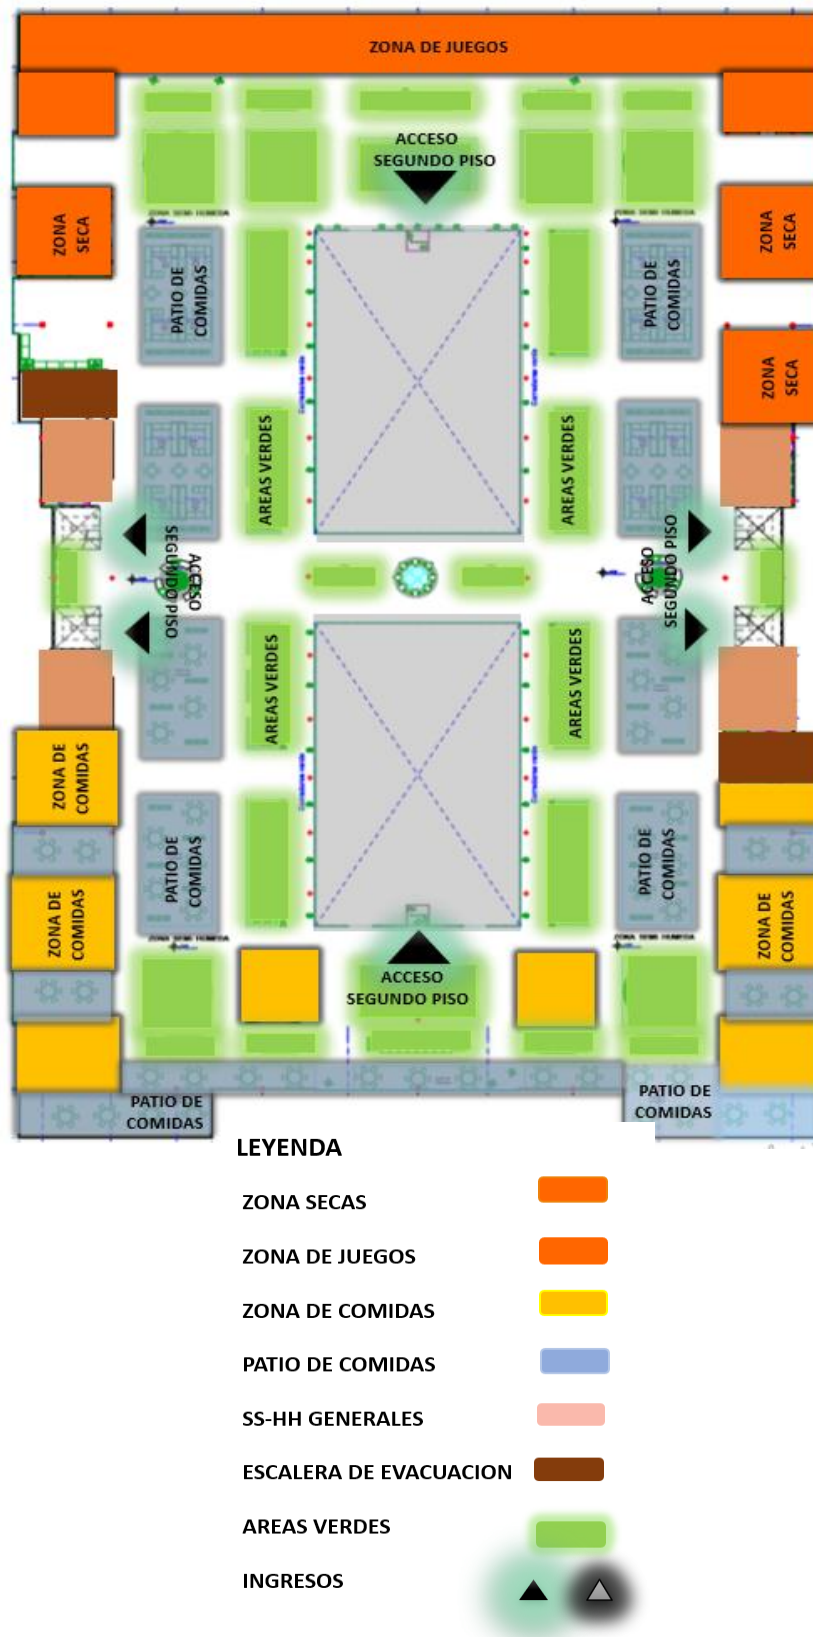 ZONA DE JUEGOS
ACCESO
SEGUNDO PISO
ZONA
SECA
ZONA
SECA
PATIO DE
COMIDAS
PATIO DE
COMIDAS
ZONA
SECA
AREAS VERDES
AREAS VERDES
ACCESO
SEGUNDO PISO
ACCESO
SEGUNDO PISO
AREAS VERDES
AREAS VERDES
ZONA DE
COMIDAS
PATIO DE
COMIDAS
PATIO DE
COMIDAS
ZONA DE
COMIDAS
ZONA DE
COMIDAS
ACCESO
SEGUNDO PISO
PATIO DE
COMIDAS
PATIO DE
COMIDAS
LEYENDA
ZONA SECAS
ZONA DE JUEGOS
ZONA DE COMIDAS
PATIO DE COMIDAS
SS-HH GENERALES
ESCALERA DE EVACUACION
AREAS VERDES
INGRESOS